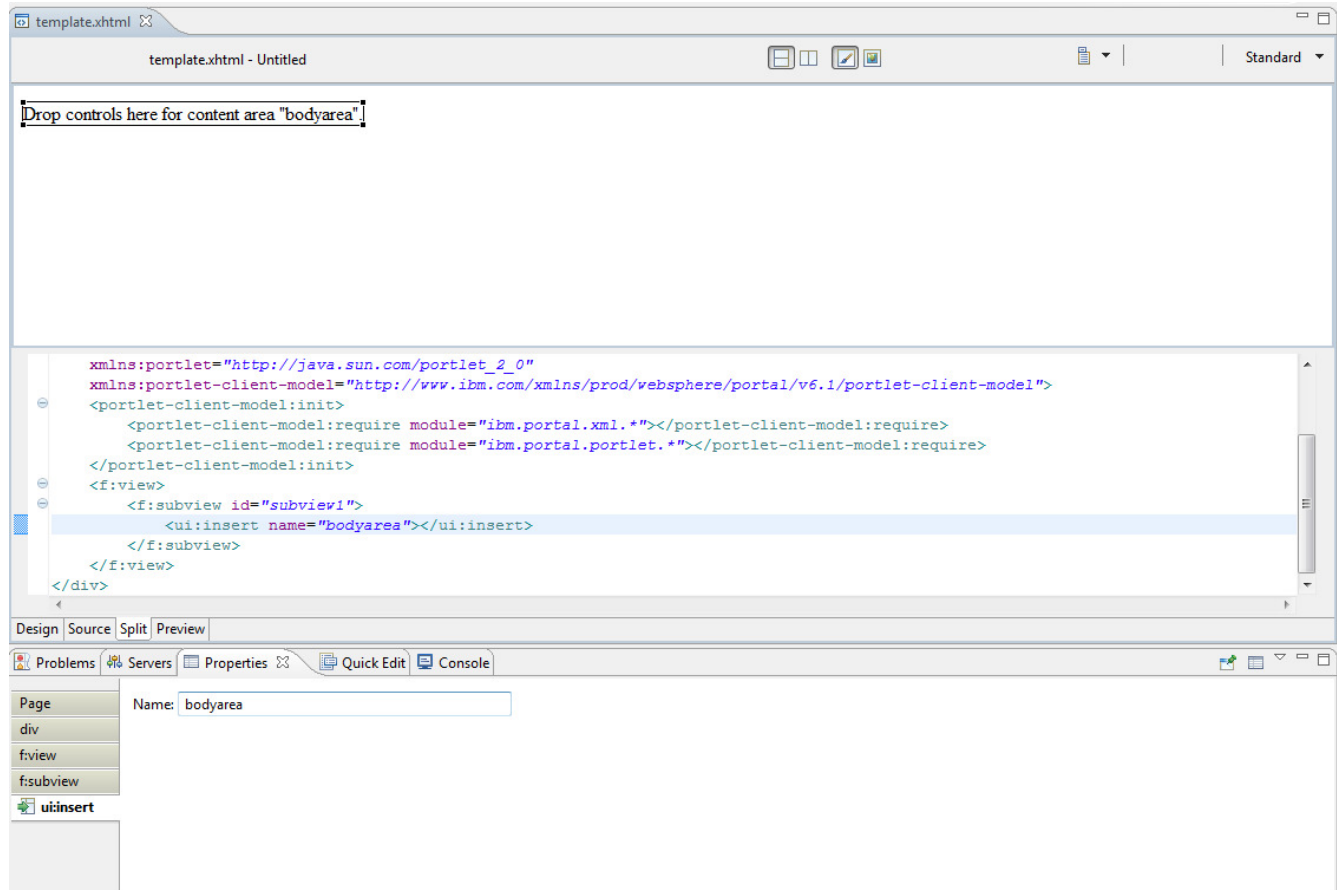 template.xhtml
template.xhtml - Untitled
Standard
Drop controls here for content area "bodyarea".
xmlns:portlet="http://java.sun.com/portlet_2_0"
xmlns:portlet-client-model="http://www.ibm.com/xmlns/prod/websphere/portal/v6.1/portlet-client-model">
<portlet-client-model:init>
<portlet-client-model:require module="ibm.portal.xml.*"></portlet-client-model:require>
<portlet-client-model:require module="ibm.portal.portlet.*"></portlet-client-model:require>
</portlet-client-model:init>
<f:view>
<f:subview id="subview1">
<ui:insert name="bodyarea"></ui:insert>
</f:subview>
</f:view>
</div>
Design Source Split Preview
Problems Servers Properties Quick Edit Console
Page
Name: bodyarea
div
f:view
f:subview
ui:insert